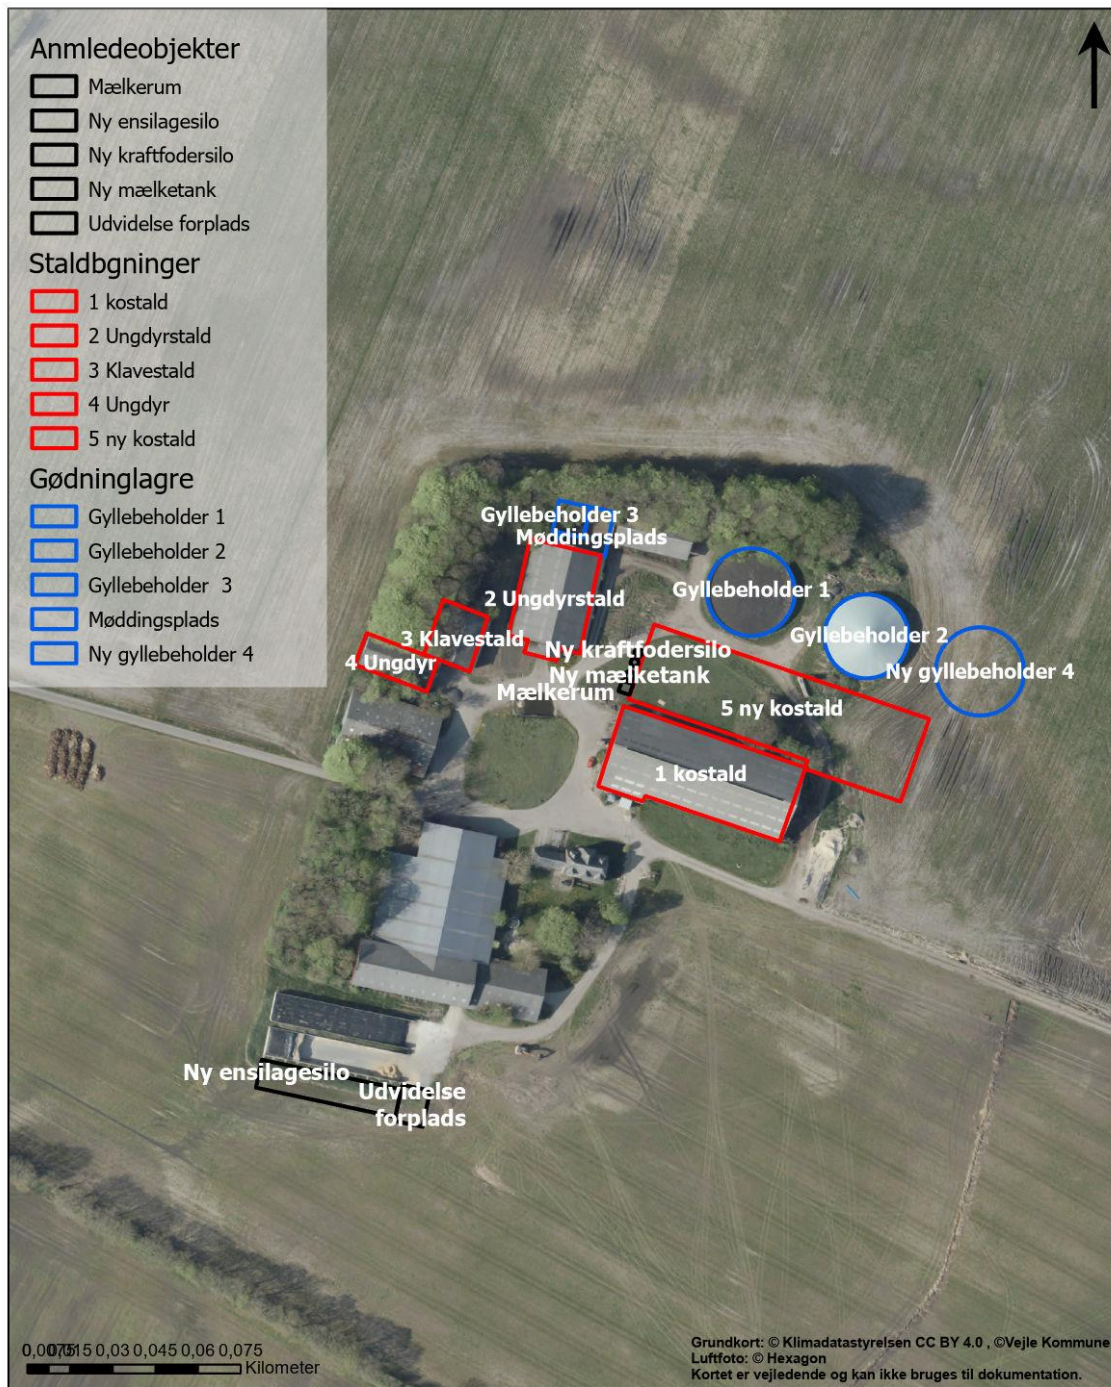 Anmledeobjekter
Mælkerum
Ny ensilagesilo
Ny kraftfodersilo
Ny mælketank
Udvidelse forplads
Staldbgninger
1 kostald
2 Ungdyrstald
3 Klavestald
4 Ungdyr
5 ny kostald
Gødninglagre
Gyllebeholder 1
Gyllebeholder 2
Gyllebeholder 3
Møddingsplads
Ny gyllebeholder 4
Gyllebeholder 3
Møddingsplads
Gyllebeholder 1
2 Ungdyrstald
Gyllebeholder 2
3 Klavestald
Ny kraftfodersilo
4 Ungdyr
Ny gyllebeholder 4
Ny mælketank
Mælkerum
5 ny kostald
1 kostald
Ny ensilagesilo
Udvidelse
forplads
0,03 0,045 0,06 0,075
Kilometer
Grundkort: © Klimadatastyrelsen CC BY 4.0 , ©Vejle Kommune
Luftfoto: © Hexagon
Kortet er vejledende og kan ikke bruges til dokumentation.